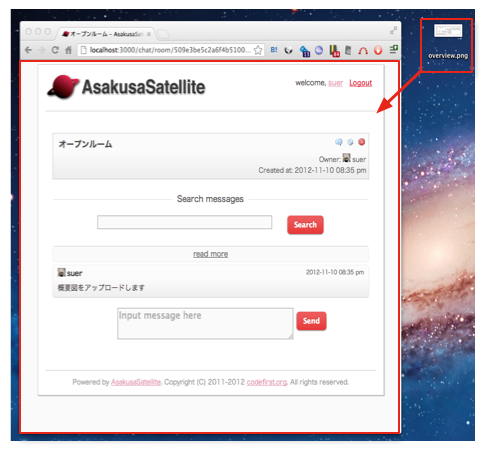 オープンルーム - AsakusaSat
localhost:3000/chat/room/509e3be5c2a6f4b5100...
overview.png
AsakusaSatellite
welcome, suer Logout
オープンルーム
Owner: suer
Created at: 2012-11-10 08:35 pm
Search messages
Search
read more
suer 2012-11-10 08:35 pm
概要図をアップロードします
Input message here
Send
Powered by AsakusaSatellite. Copyright (C) 2011-2012 codefirst.org. All rights reserved.